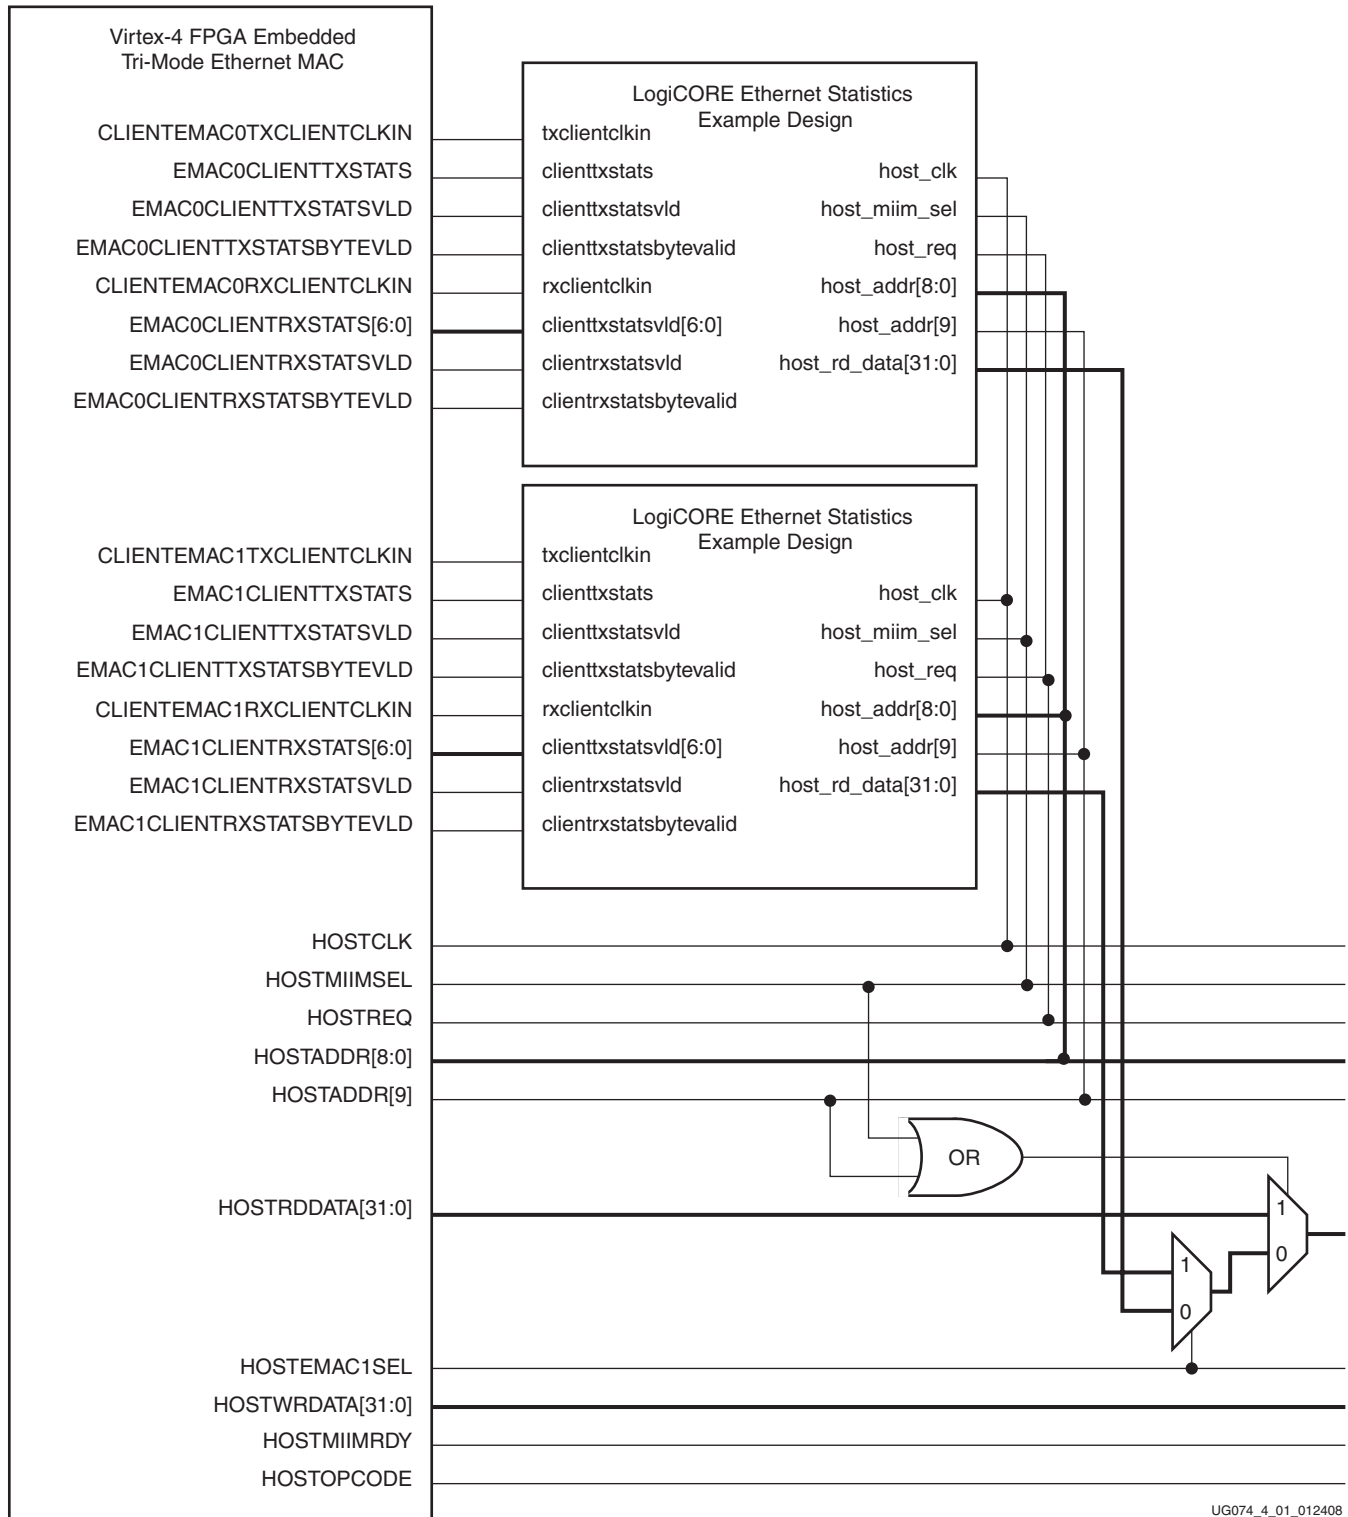 Virtex-4 FPGA Embedded
Tri-Mode Ethernet MAC
LogiCORE Ethernet Statistics
Example Design
CLIENTEMAC0TXCLIENTCLKIN txclientclkin
EMAC0CLIENTTXSTATS clienttxstats host_clk
EMAC0CLIENTTXSTATSVLD clienttxstatsvld host_miim_sel
EMAC0CLIENTTXSTATSBYTEVLD clienttxstatsbytevalid host_req
CLIENTEMAC0RXCLIENTCLKIN rxclientclkin host_addr[8:0]
EMAC0CLIENTRXSTATS[6:0] clienttxstatsvld[6:0] host_addr[9]
EMAC0CLIENTRXSTATSVLD clientrxstatsvld host_rd_data[31:0]
EMAC0CLIENTRXSTATSBYTEVLD clientrxstatsbytevalid
LogiCORE Ethernet Statistics
Example Design
CLIENTEMAC1TXCLIENTCLKIN txclientclkin
EMAC1CLIENTTXSTATS clienttxstats host_clk
EMAC1CLIENTTXSTATSVLD clienttxstatsvld host_miim_sel
EMAC1CLIENTTXSTATSBYTEVLD clienttxstatsbytevalid host_req
CLIENTEMAC1RXCLIENTCLKIN rxclientclkin host_addr[8:0]
EMAC1CLIENTRXSTATS[6:0] clienttxstatsvld[6:0] host_addr[9]
EMAC1CLIENTRXSTATSVLD clientrxstatsvld host_rd_data[31:0]
EMAC1CLIENTRXSTATSBYTEVLD clientrxstatsbytevalid
HOSTCLK
HOSTMIIMSEL
HOSTREQ
HOSTADDR[8:0]
HOSTADDR[9]
OR
HOSTRDDATA[31:0] 1
0
1
0
HOSTEMAC1SEL
HOSTWRDATA[31:0]
HOSTMIIMRDY
HOSTOPCODE
UG074_4_01_012408